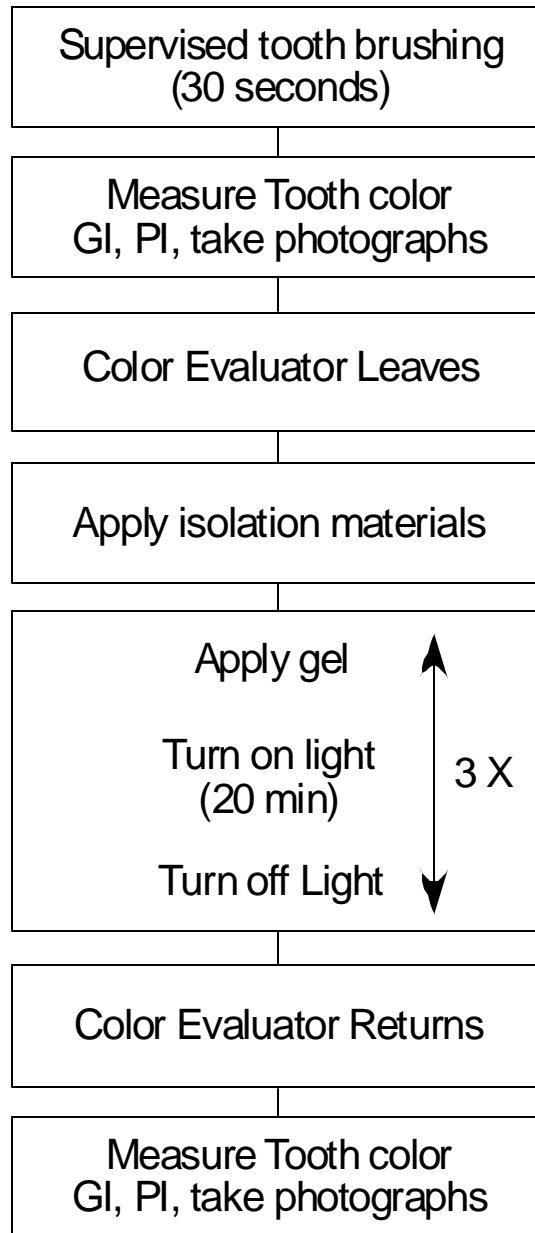 Supervised tooth brushing
(30 seconds)
Measure Tooth color
GI, PI, take photographs
Color Evaluator Leaves
Apply isolation materials
Apply gel
Turn on light
(20 min)
3 X
Turn off Light
Color Evaluator Returns
Measure Tooth color
GI, PI, take photographs